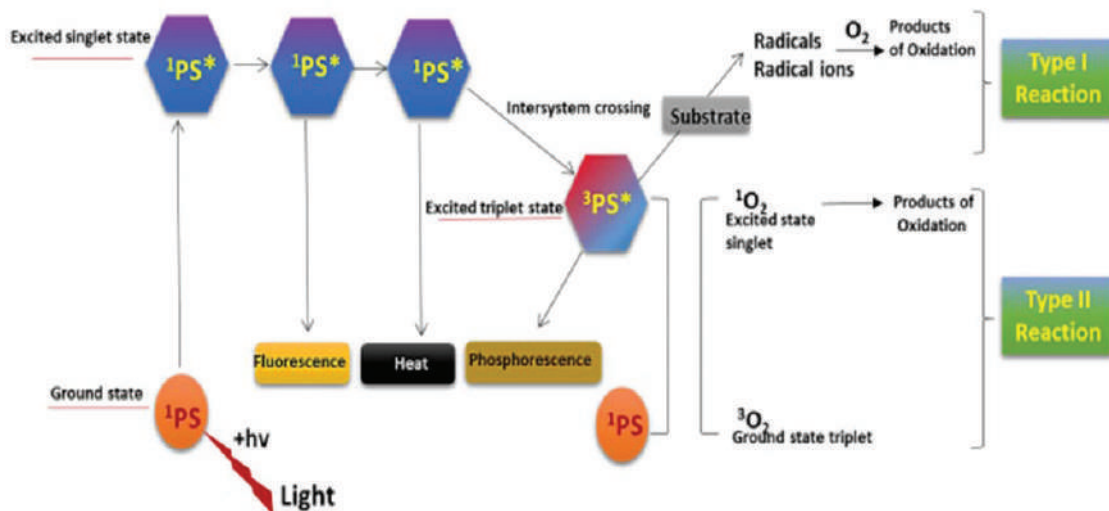 Excited singlet state
¹PS*
¹PS*
¹PS*
Radicals
Radical ions
O₂
Products
of Oxidation
Type I
Reaction
Intersystem crossing
Substrate
Excited triplet state
³PS*
¹O₂
Excited state
singlet
Products of
Oxidation
Type II
Reaction
Fluorescence
Heat
Phosphorescence
Ground state
¹PS
+hv
Light
¹PS
³O₂
Ground state triplet